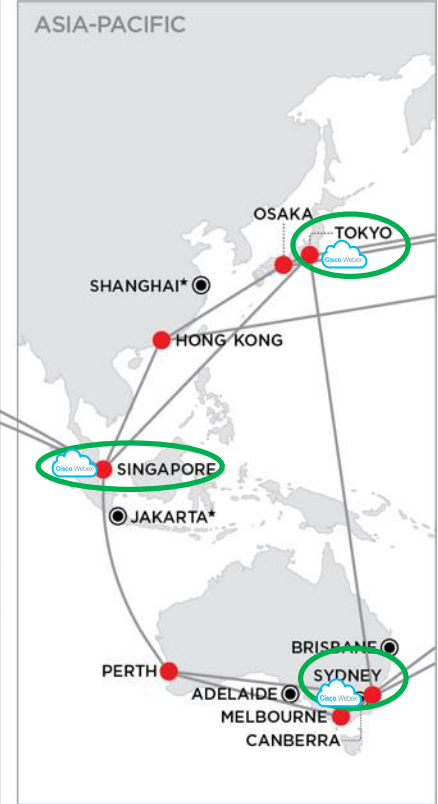 ASIA-PACIFIC
OSAKA
TOKYO
Cisco Webex
SHANGHAI★
HONG KONG
Cisco Webex
SINGAPORE
JAKARTA★
BRISBANE
PERTH
SYDNEY
ADELAIDE
Cisco Webex
MELBOURNE
CANBERRA